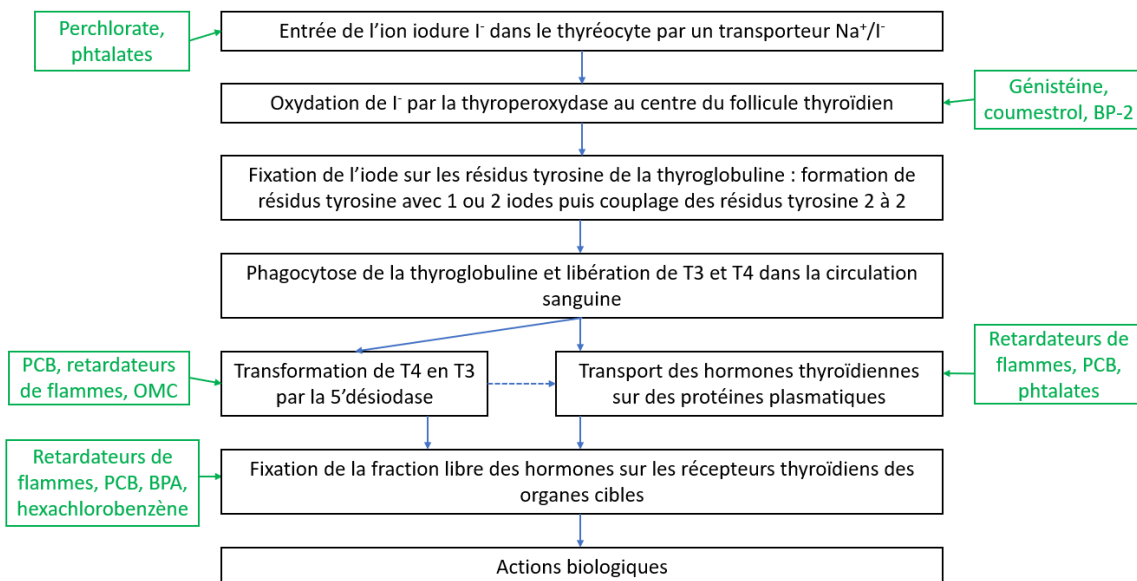 Perchlorate,
phtalates
Entrée de l’ion iodure I⁻ dans le thyréocyte par un transporteur Na⁺/I⁻
Oxydation de I⁻ par la thyroperoxydase au centre du follicule thyroïdien
Génistéine,
coumestrol, BP-2
Fixation de l’iode sur les résidus tyrosine de la thyroglobuline : formation de
résidus tyrosine avec 1 ou 2 iodes puis couplage des résidus tyrosine 2 à 2
Phagocytose de la thyroglobuline et libération de T3 et T4 dans la circulation
sanguine
PCB, retardateurs
de flammes, OMC
Transformation de T4 en T3
par la 5’désiodase
Transport des hormones thyroïdiennes
sur des protéines plasmatiques
Retardateurs de
flammes, PCB,
phtalates
Retardateurs de
flammes, PCB, BPA,
hexachlorobenzène
Fixation de la fraction libre des hormones sur les récepteurs thyroïdiens des
organes cibles
Actions biologiques